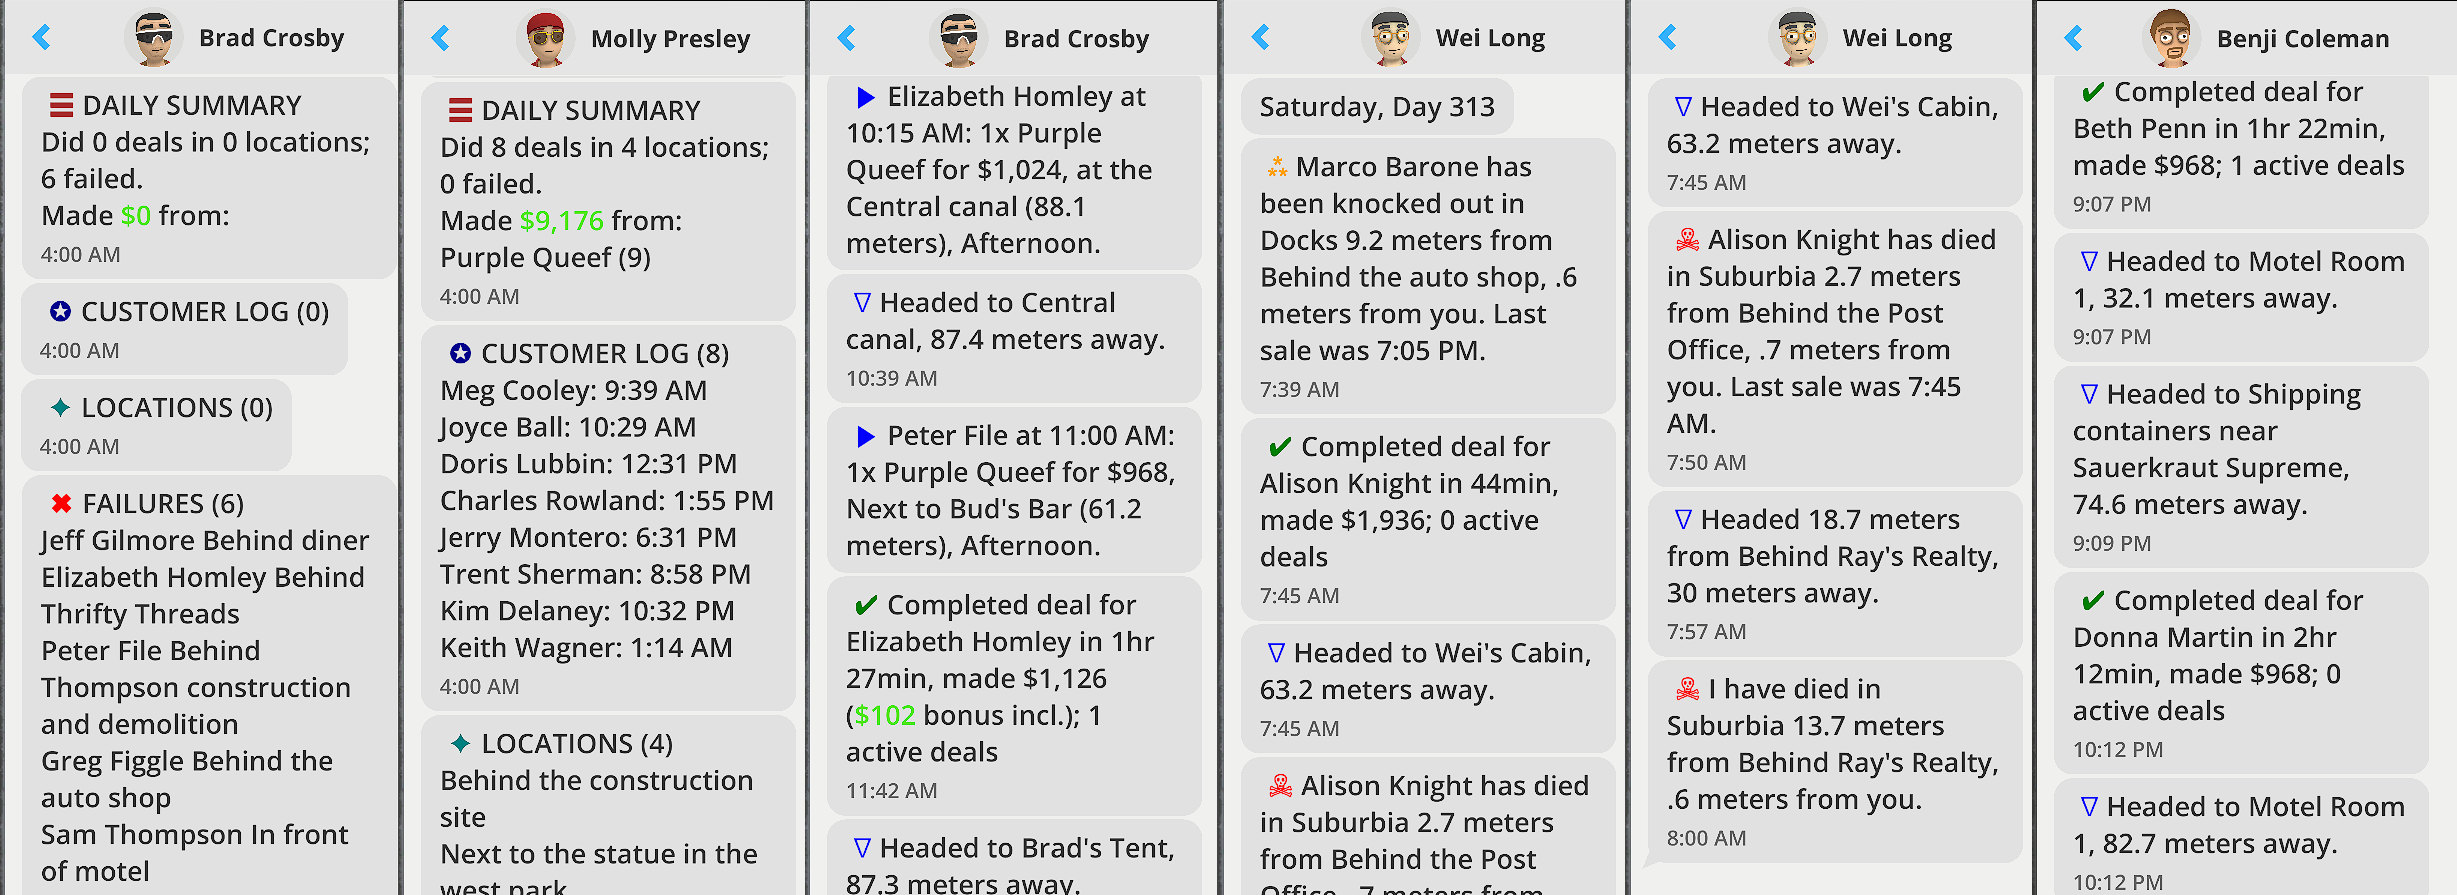 Brad Crosby
DAILY SUMMARY
Did 0 deals in 0 locations;
6 failed.
Made $0 from:
4:00 AM
CUSTOMER LOG (0)
4:00 AM
LOCATIONS (0)
4:00 AM
FAILURES (6)
Jeff Gilmore Behind diner
Elizabeth Homley Behind
Thrifty Threads
Peter File Behind
Thompson construction
and demolition
Greg Figgle Behind the
auto shop
Sam Thompson In front
of motel
Molly Presley
DAILY SUMMARY
Did 8 deals in 4 locations;
0 failed.
Made $9,176 from:
Purple Queef (9)
4:00 AM
CUSTOMER LOG (8)
Meg Cooley: 9:39 AM
Joyce Ball: 10:29 AM
Doris Lubbin: 12:31 PM
Charles Rowland: 1:55 PM
Jerry Montero: 6:31 PM
Trent Sherman: 8:58 PM
Kim Delaney: 10:32 PM
Keith Wagner: 1:14 AM
4:00 AM
LOCATIONS (4)
Behind the construction
site
Next to the statue in the
west park
Brad Crosby
Elizabeth Homley at
10:15 AM: 1x Purple
Queef for $1,024, at the
Central canal (88.1
meters), Afternoon.
Headed to Central
canal, 87.4 meters away.
10:39 AM
Peter File at 11:00 AM:
1x Purple Queef for $968,
Next to Bud's Bar (61.2
meters), Afternoon.
Completed deal for
Elizabeth Homley in 1hr
27min, made $1,126
($102 bonus incl.); 1
active deals
11:42 AM
Headed to Brad's Tent,
87.3 meters away.
Wei Long
Saturday, Day 313
Marco Barone has
been knocked out in
Docks 9.2 meters from
Behind the auto shop, .6
meters from you. Last
sale was 7:05 PM.
7:39 AM
Completed deal for
Alison Knight in 44min,
made $1,936; 0 active
deals
7:45 AM
Headed to Wei's Cabin,
63.2 meters away.
7:45 AM
Alison Knight has died
in Suburbia 2.7 meters
from Behind the Post
Office, .7 meters from
Wei Long
Headed to Wei's Cabin,
63.2 meters away.
7:45 AM
Alison Knight has died
in Suburbia 2.7 meters
from Behind the Post
Office, .7 meters from
you. Last sale was 7:45
AM.
7:50 AM
Headed 18.7 meters
from Behind Ray's Realty,
30 meters away.
7:57 AM
I have died in
Suburbia 13.7 meters
from Behind Ray's Realty,
.6 meters from you.
8:00 AM
Benji Coleman
Completed deal for
Beth Penn in 1hr 22min,
made $968; 1 active deals
9:07 PM
Headed to Motel Room
1, 32.1 meters away.
9:07 PM
Headed to Shipping
containers near
Sauerkraut Supreme,
74.6 meters away.
9:09 PM
Completed deal for
Donna Martin in 2hr
12min, made $968; 0
active deals
10:12 PM
Headed to Motel Room
1, 82.7 meters away.
10:12 PM